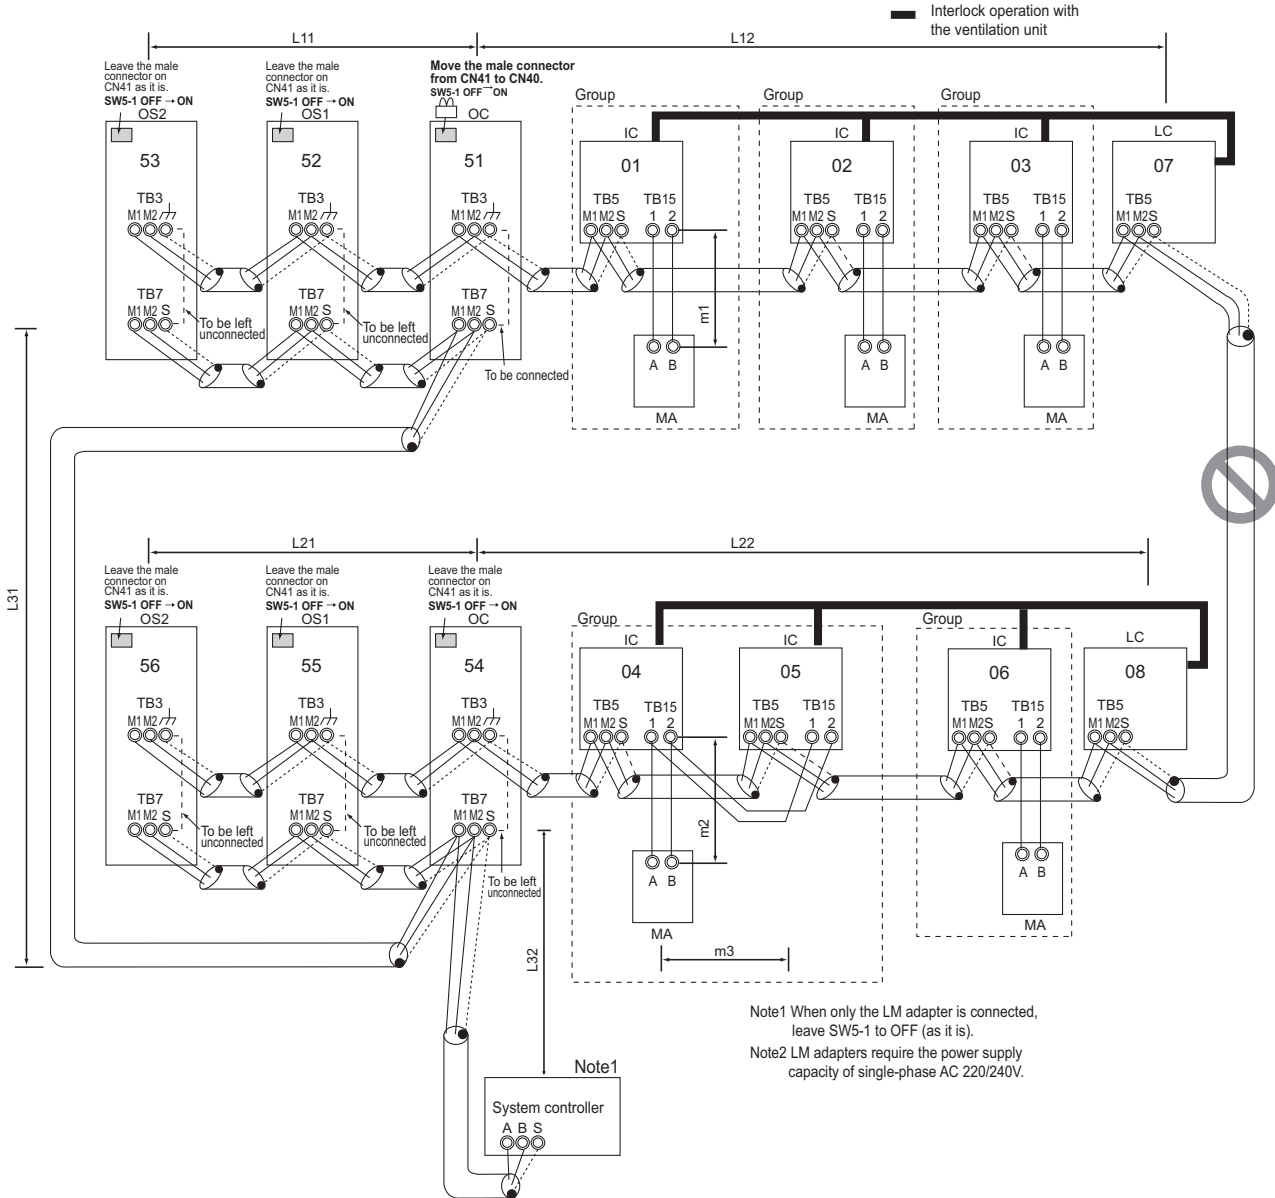 Interlock operation with
the ventilation unit
L11
L12
Leave the male
connector on
CN41 as it is.
SW5-1 OFF → ON
OS2
Leave the male
connector on
CN41 as it is.
SW5-1 OFF → ON
OS1
Move the male connector
from CN41 to CN40.
SW5-1 OFF → ON
OC
Group
Group
Group
IC
IC
IC
LC
53
52
51
01
02
03
07
TB3
TB3
TB3
TB5 TB15
TB5 TB15
TB5 TB15
TB5
M1 M2
M1 M2
M1 M2
M1 M2 S 1 2
M1 M2 S 1 2
M1 M2 S 1 2
M1 M2 S
TB7
TB7
TB7
M1 M2 S
M1 M2 S
M1 M2 S
To be left
unconnected
To be left
unconnected
To be connected
m1
A B
A B
A B
MA
MA
MA
L31
L21
L22
Leave the male
connector on
CN41 as it is.
SW5-1 OFF → ON
OS2
Leave the male
connector on
CN41 as it is.
SW5-1 OFF → ON
OS1
Leave the male
connector on
CN41 as it is.
SW5-1 OFF → ON
OC
Group
Group
IC
IC
IC
LC
56
55
54
04
05
06
08
TB3
TB3
TB3
TB5 TB15
TB5 TB15
TB5 TB15
TB5
M1 M2
M1 M2
M1 M2
M1 M2 S 1 2
M1 M2 S 1 2
M1 M2 S 1 2
M1 M2 S
TB7
TB7
TB7
M1 M2 S
M1 M2 S
M1 M2 S
To be left
unconnected
To be left
unconnected
To be left
unconnected
m2
A B
A B
MA
MA
m3
L32
Note1 When only the LM adapter is connected,
leave SW5-1 to OFF (as it is).
Note2 LM adapters require the power supply
capacity of single-phase AC 220/240V.
Note1
System controller
A B S